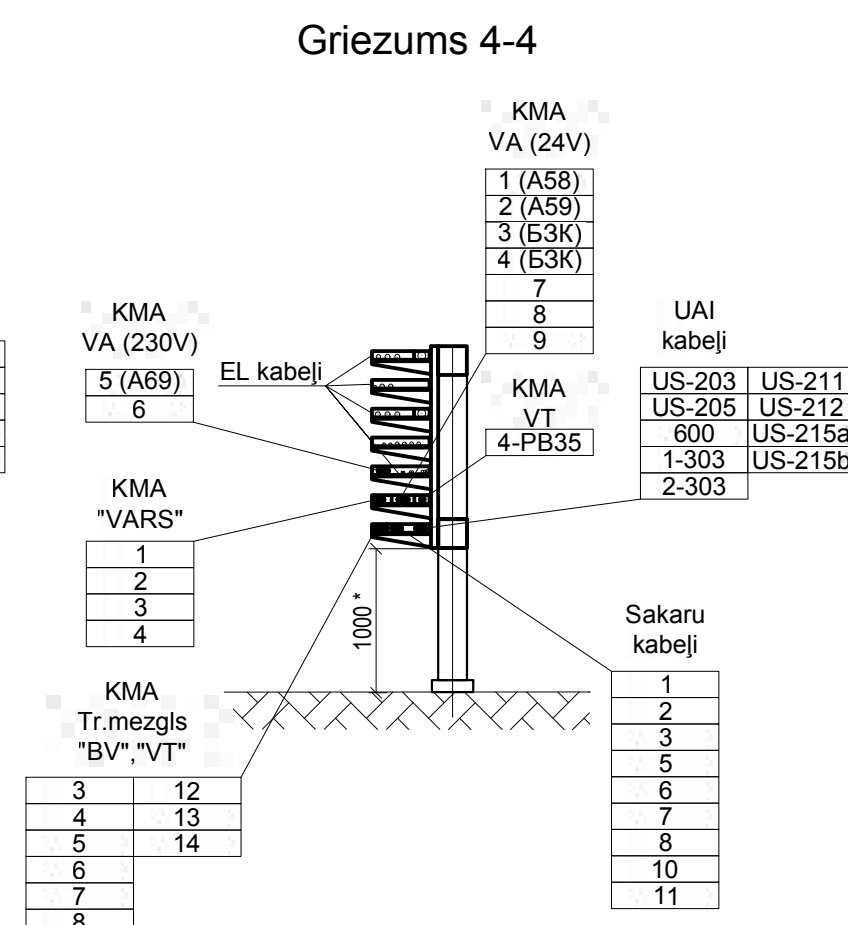 Griezums 4-4
KMA
VA (24V)
1 (A58)
2 (A59)
3 (БЗК)
4 (БЗК)
7
8
9
KMA
VA (230V)
5 (A69)
6
EL kabeļi
KMA
VT
4-PB35
UAI
kabeļi
US-203 US-211
US-205 US-212
600 US-215a
1-303 US-215b
2-303
KMA
"VARS"
1
2
3
4
1000 *
Sakaru
kabeļi
1
2
3
5
6
7
8
10
11
KMA
Tr.mezgls
"BV","VT"
3 12
4 13
5 14
6
7
8